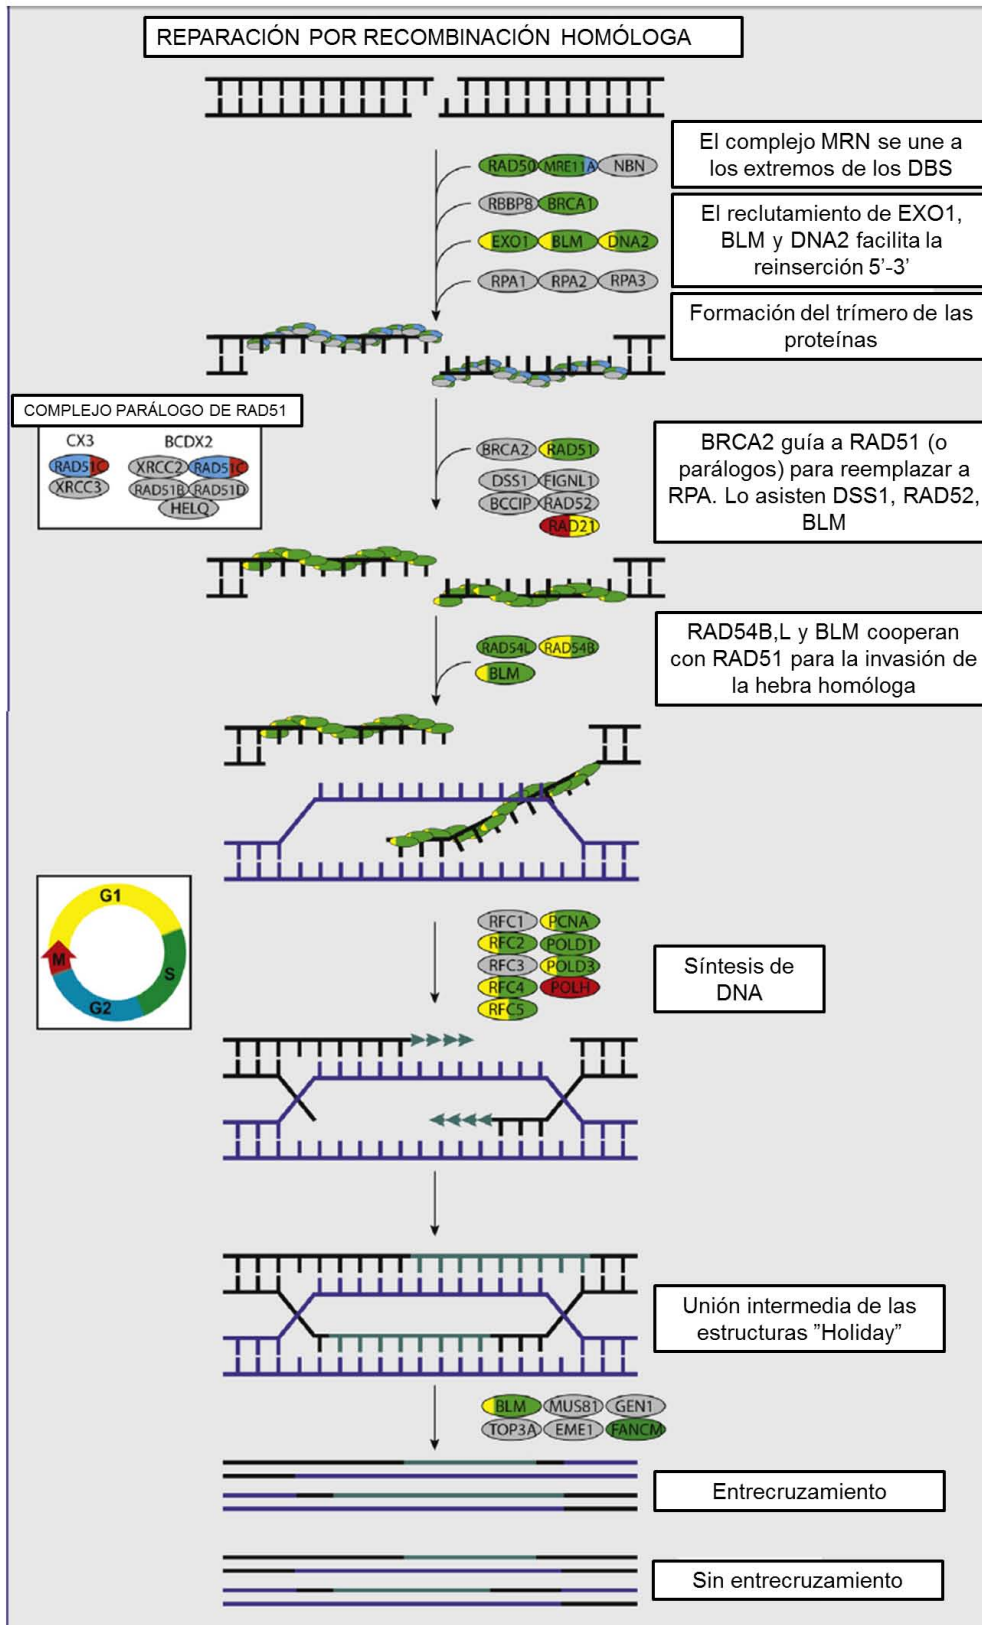 REPARACIÓN POR RECOMBINACIÓN HOMÓLOGA
RAD50 MRE11A NBN
RBBP8 BRCA1
EXO1 BLM DNA2
RPA1 RPA2 RPA3
El complejo MRN se une a
los extremos de los DBS
El reclutamiento de EXO1,
BLM y DNA2 facilita la
reinserción 5’-3’
Formación del trímero de las
proteínas
COMPLEJO PARÁLOGO DE RAD51
CX3 BCDX2
RAD51C XRCC2 RAD51C
XRCC3 RAD51B RAD51D
HELQ
BRCA2 RAD51
DSS1 FIGNL1
BCCIP RAD52
RAD21
BRCA2 guía a RAD51 (o
parálogos) para reemplazar a
RPA. Lo asisten DSS1, RAD52,
BLM
RAD54L RAD54B
BLM
RAD54B,L y BLM cooperan
con RAD51 para la invasión de
la hebra homóloga
G1
M S
G2
RFC1 PCNA
RFC2 POLD1
RFC3 POLD3
RFC4 POLH
RFC5
Síntesis de
DNA
Unión intermedia de las
estructuras ”Holiday”
BLM MUS81 GEN1
TOP3A EME1 FANCM
Entrecruzamiento
Sin entrecruzamiento